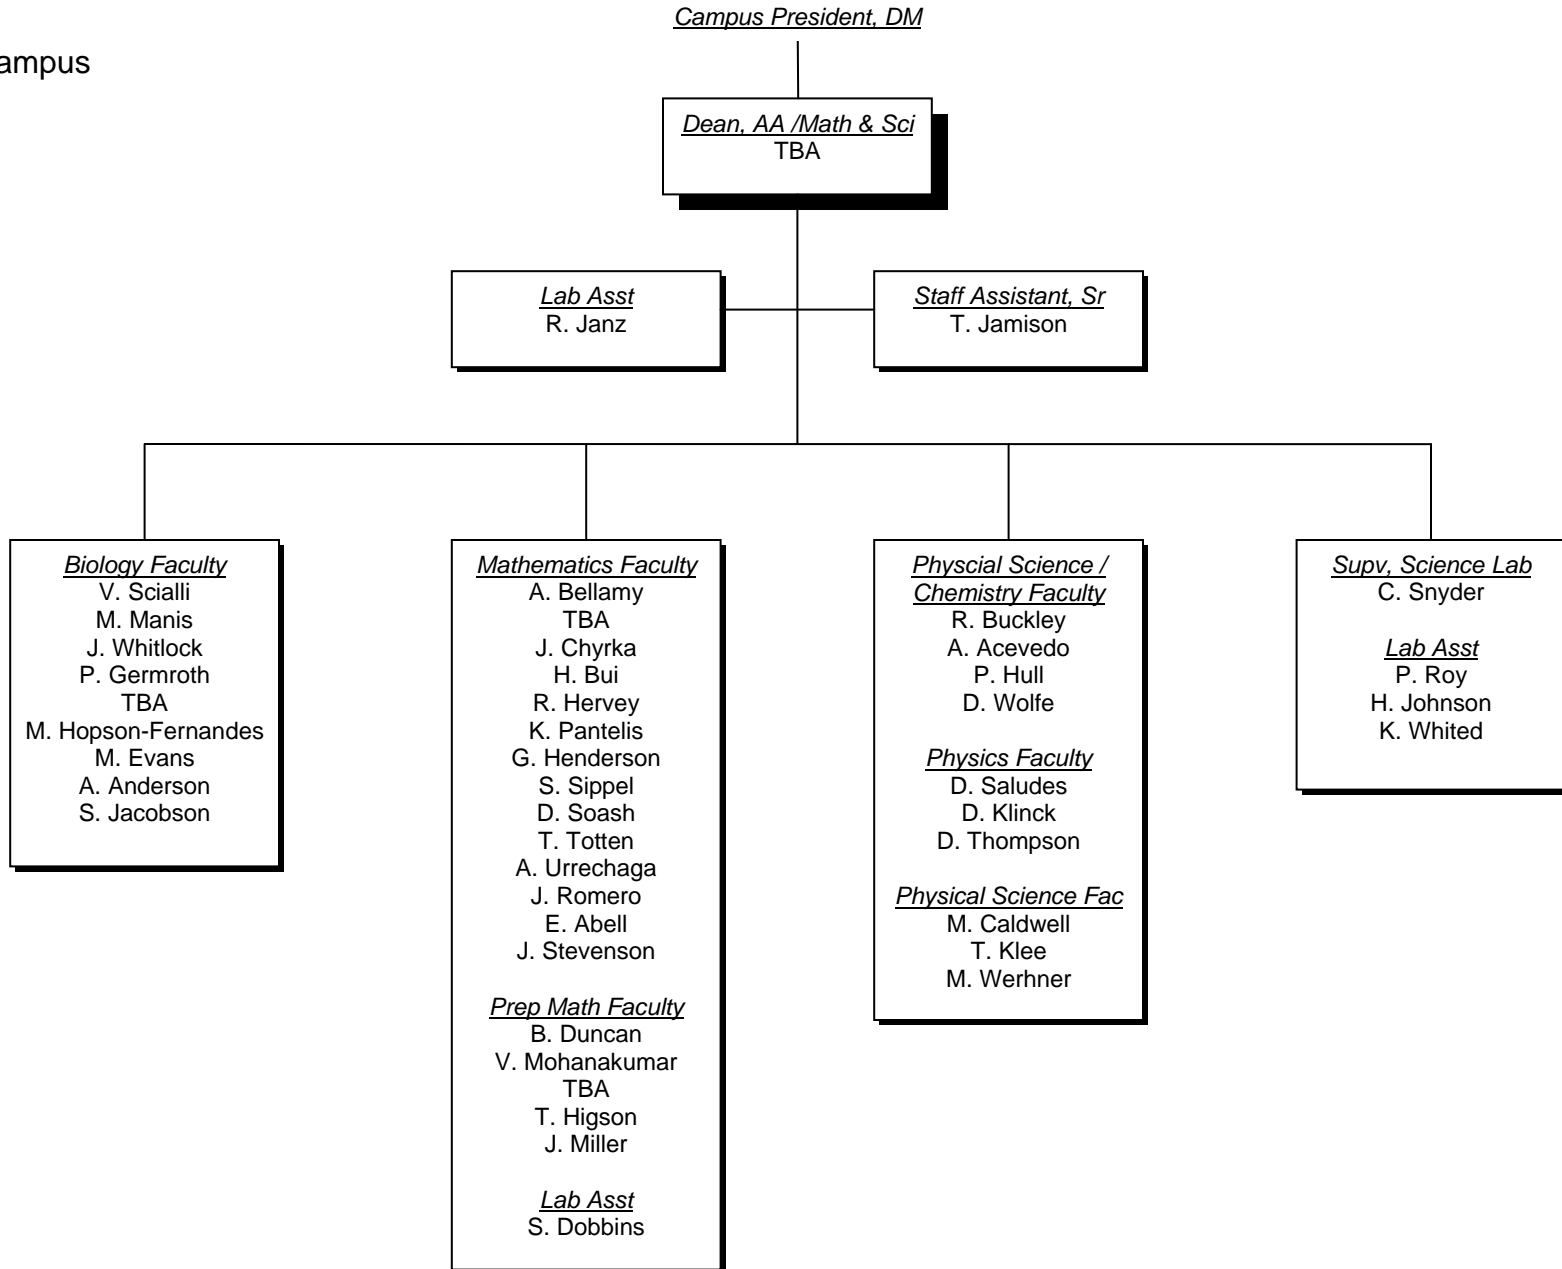 Campus President, DM
ampus
Dean, AA /Math & Sci
TBA
Lab Asst
R. Janz
Staff Assistant, Sr
T. Jamison
Biology Faculty
V. Scialli
M. Manis
J. Whitlock
P. Germroth
TBA
M. Hopson-Fernandes
M. Evans
A. Anderson
S. Jacobson
Mathematics Faculty
A. Bellamy
TBA
J. Chyrka
H. Bui
R. Hervey
K. Pantelis
G. Henderson
S. Sippel
D. Soash
T. Totten
A. Urrechaga
J. Romero
E. Abell
J. Stevenson
Prep Math Faculty
B. Duncan
V. Mohanakumar
TBA
T. Higson
J. Miller
Lab Asst
S. Dobbins
Physcial Science /
Chemistry Faculty
R. Buckley
A. Acevedo
P. Hull
D. Wolfe
Physics Faculty
D. Saludes
D. Klinck
D. Thompson
Physical Science Fac
M. Caldwell
T. Klee
M. Werhner
Supv, Science Lab
C. Snyder
Lab Asst
P. Roy
H. Johnson
K. Whited